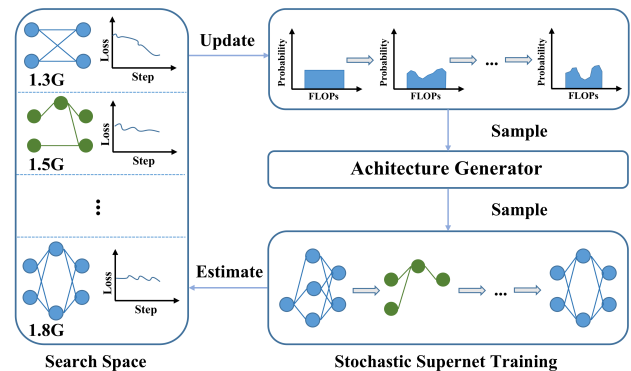 Loss
Step
1.3G
Loss
Step
1.5G
...
Loss
Step
1.8G
Search Space
Update
Estimate
Probability
FLOPs
Probability
FLOPs
...
Probability
FLOPs
Sample
Achitecture Generator
Sample
...
Stochastic Supernet Training